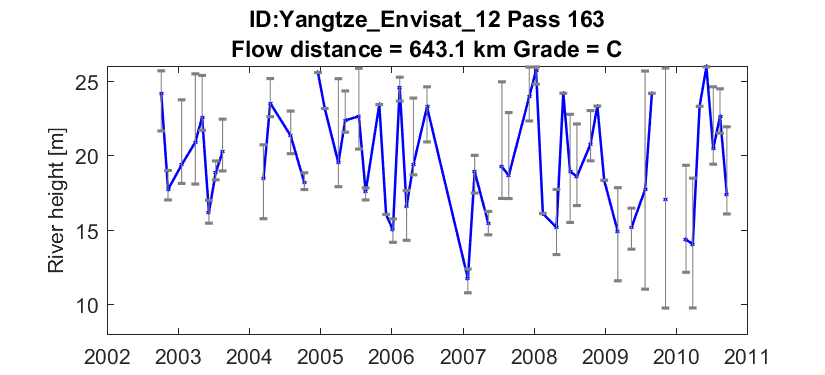 ID:Yangtze_Envisat_12 Pass 163
Flow distance = 643.1 km Grade = C
River height [m]
25
20
15
10
2002 2003 2004 2005 2006 2007 2008 2009 2010 2011